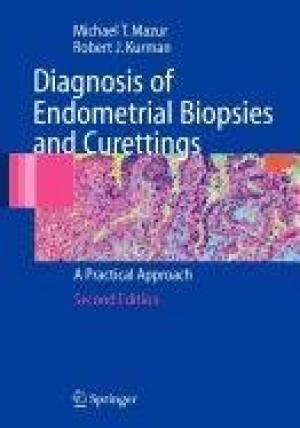 Michael T. Mazur
Robert J. Kurman
Diagnosis of
Endometrial Biopsies
and Curettings
A Practical Approach
Second Edition
Springer